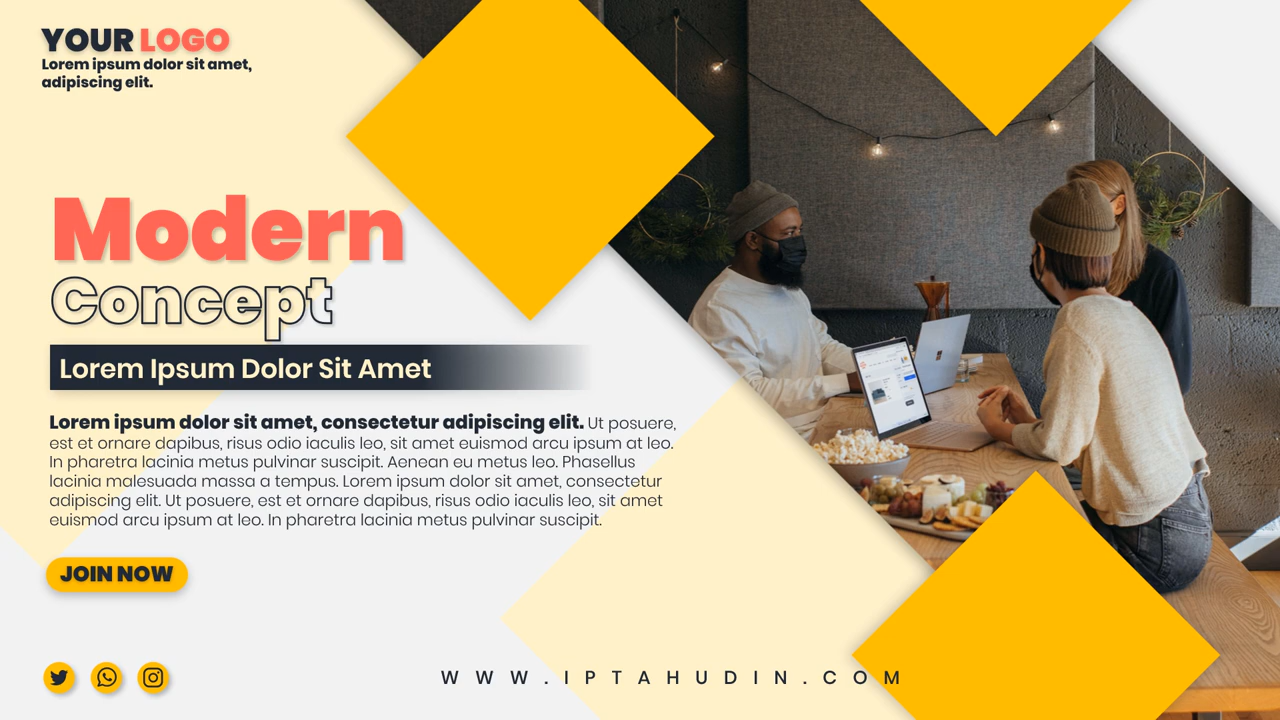 YOUR LOGO
Lorem ipsum dolor sit amet,
adipiscing elit.
Modern
Concept
Lorem Ipsum Dolor Sit Amet
Lorem ipsum dolor sit amet, consectetur adipiscing elit. Ut posuere,
est et ornare dapibus, risus odio iaculis leo, sit amet euismod arcu ipsum at leo.
In pharetra lacinia metus pulvinar suscipit. Aenean eu metus leo. Phasellus
lacinia malesuada massa a tempus. Lorem ipsum dolor sit amet, consectetur
adipiscing elit. Ut posuere, est et ornare dapibus, risus odio iaculis leo, sit amet
euismod arcu ipsum at leo. In pharetra lacinia metus pulvinar suscipit.
JOIN NOW
WWW.IPTAHUDIN.COM